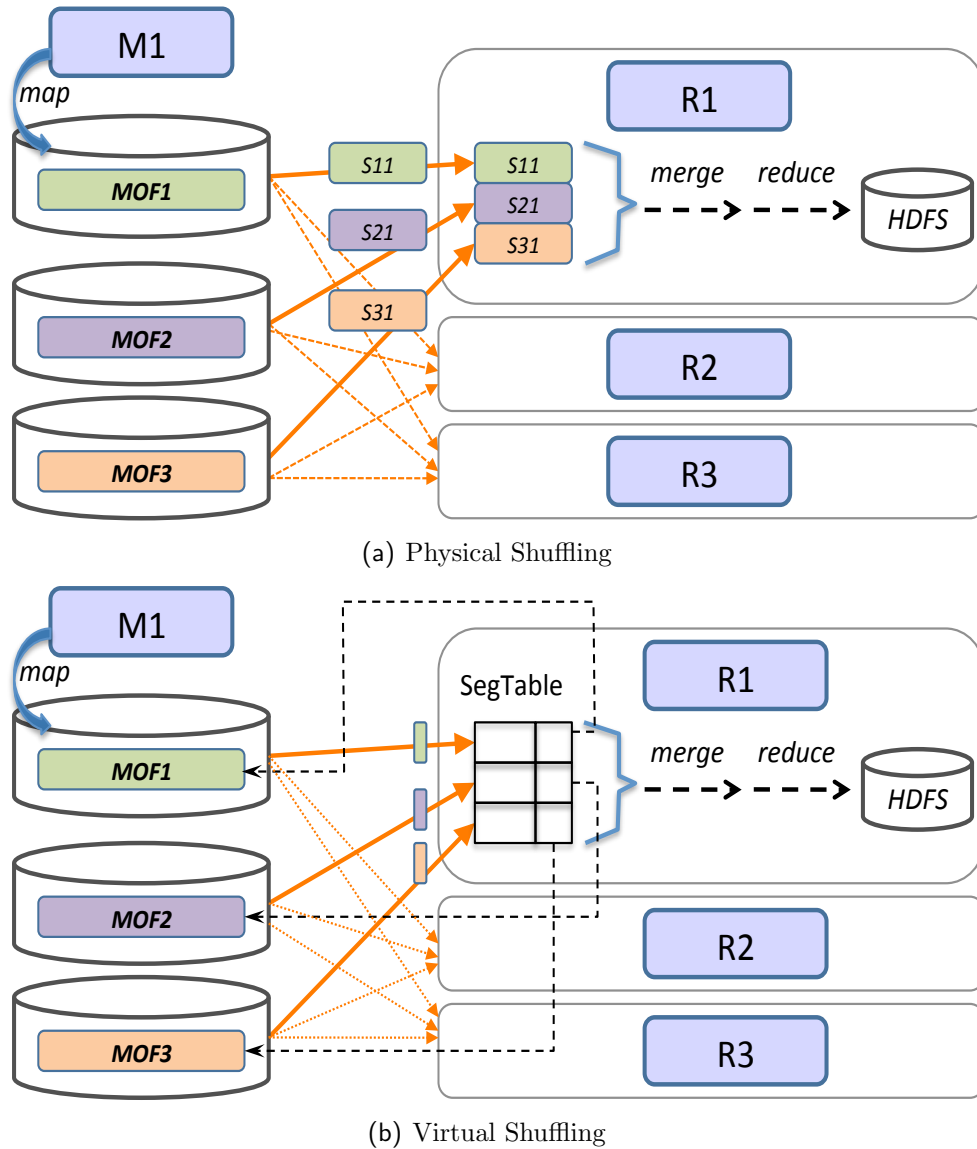 M1
map
MOF1
MOF2
MOF3
S11
S21
S31
S11
S21
S31
R1
merge reduce
HDFS
R2
R3
(a) Physical Shuffling
M1
map
MOF1
MOF2
MOF3
SegTable
R1
merge reduce
HDFS
R2
R3
(b) Virtual Shuffling